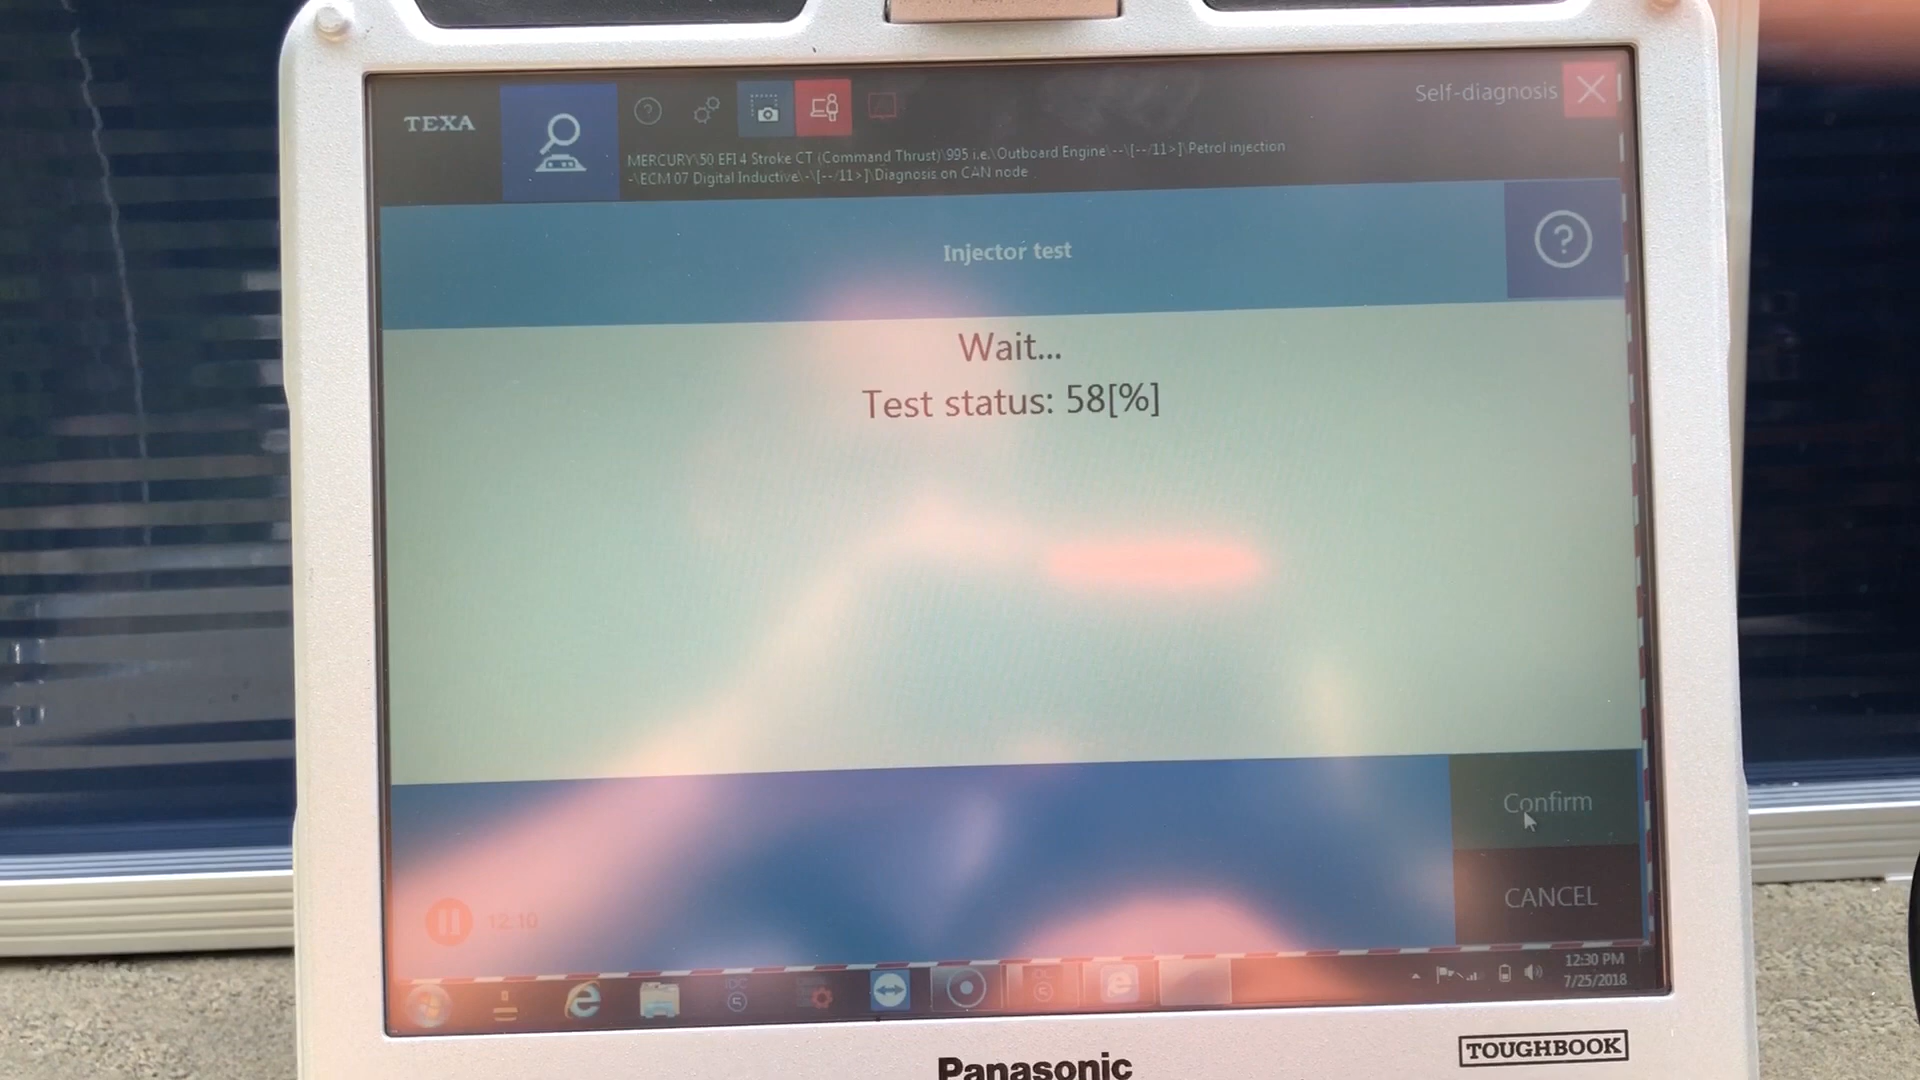 Self-diagnosis
TEXA
MERCURY\50 EFI 4 Stroke CT (Command Thrust)\995 i.e.\Outboard Engine\--\[--/11>]\Petrol injection
-\ECM 07 Digital Inductive\-\[--/11>]\Diagnosis on CAN node
Injector test
Wait...
Test status: 58[%]
Confirm
CANCEL
12:10
12:30 PM
7/25/2018
Panasonic
TOUGHBOOK